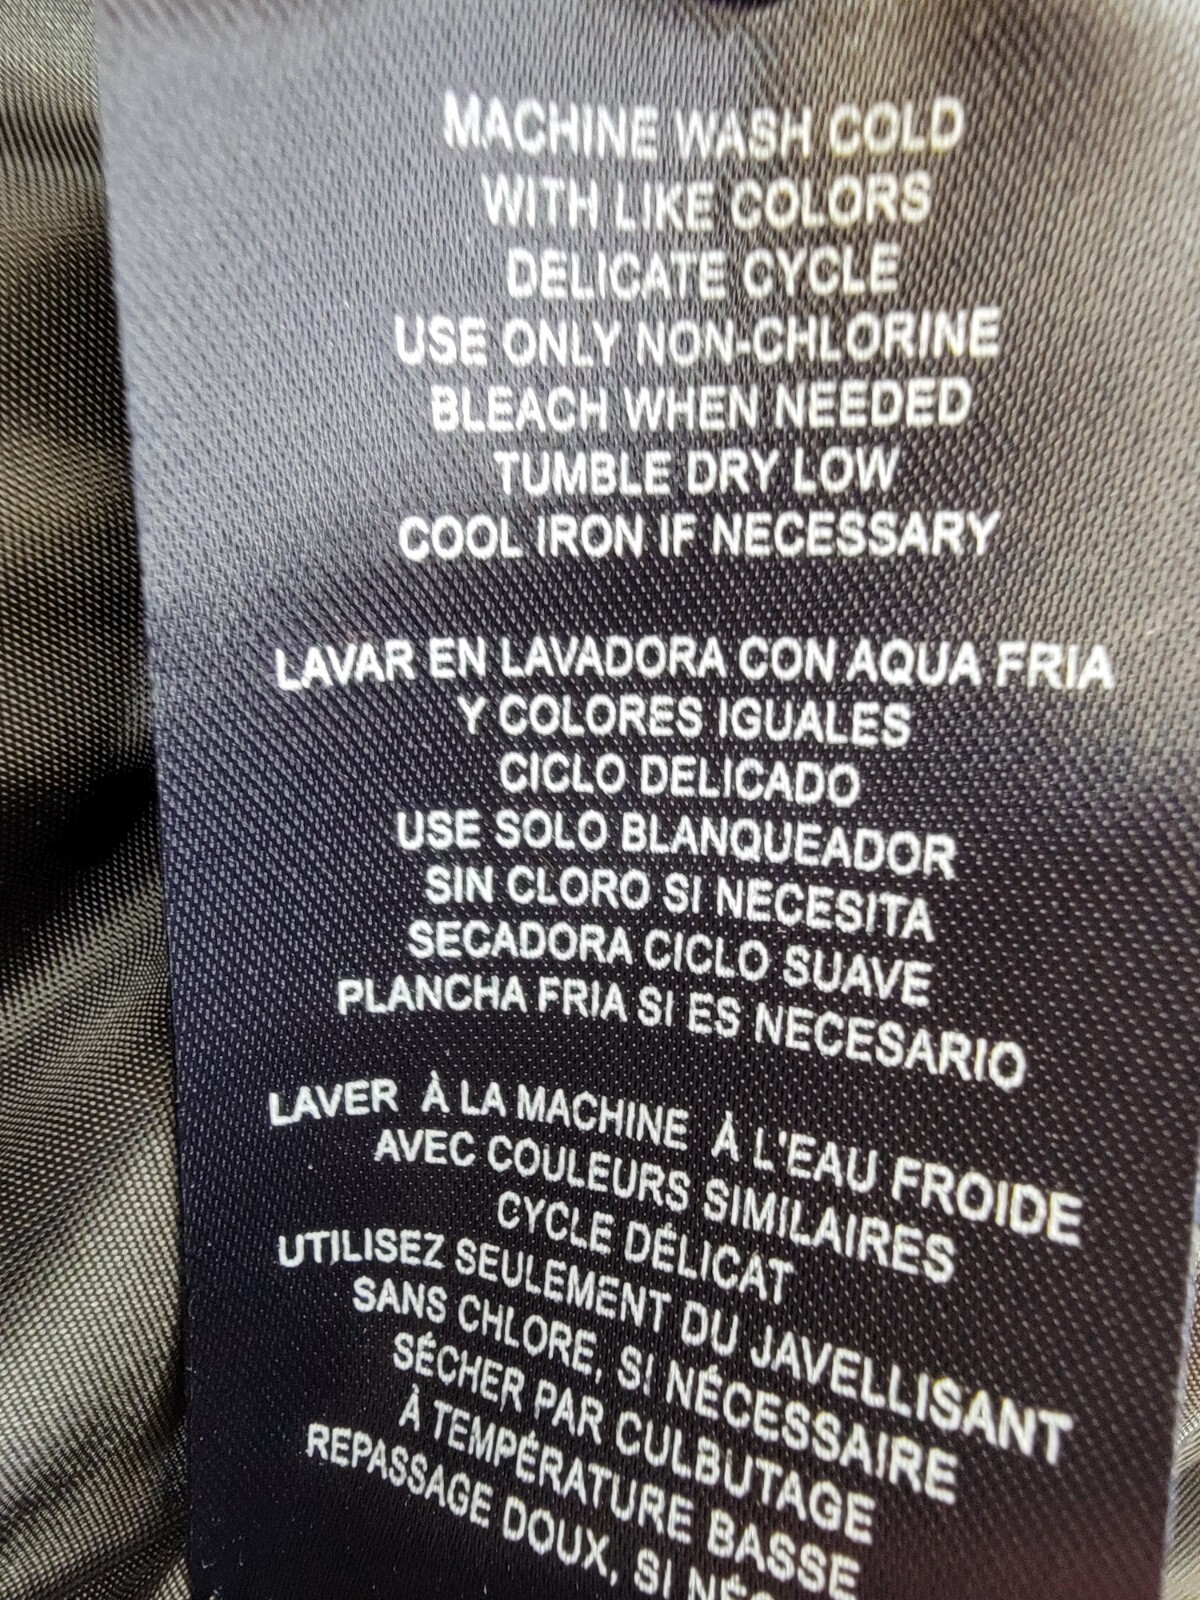 MACHINE WASH COLD
WITH LIKE COLORS
DELICATE CYCLE
USE ONLY NON-CHLORINE
BLEACH WHEN NEEDED
TUMBLE DRY LOW
COOL IRON IF NECESSARY
LAVAR EN LAVADORA CON AQUA FRIA
Y COLORES IGUALES
CICLO DELICADO
USE SOLO BLANQUEADOR
SIN CLORO SI NECESITA
SECADORA CICLO SUAVE
PLANCHA FRIA SI ES NECESARIO
LAVER À LA MACHINE À L'EAU FROIDE
AVEC COULEURS SIMILAIRES
CYCLE DÉLICAT
UTILISEZ SEULEMENT DU JAVELLISANT
SANS CHLORE, SI NÉCESSAIRE
SÉCHER PAR CULBUTAGE
À TEMPÉRATURE BASSE
REPASSAGE DOUX, SI